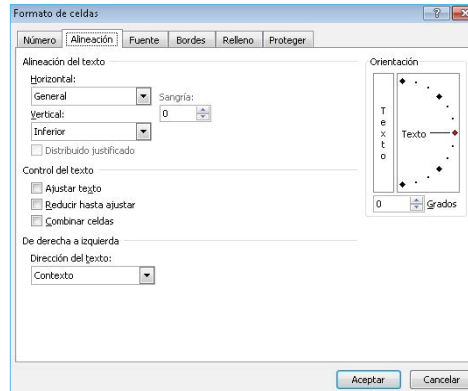 Formato de celdas
Número Alineación Fuente Bordes Relleno Proteger
Alineación del texto
Horizontal:
General
Sangría:
0
Vertical:
Inferior
Distribuido justificado
Control del texto
Ajustar texto
Reducir hasta ajustar
Combinar celdas
De derecha a izquierda
Dirección del texto:
Contexto
Orientación
Texto
Texto
0 Grados
Aceptar Cancelar